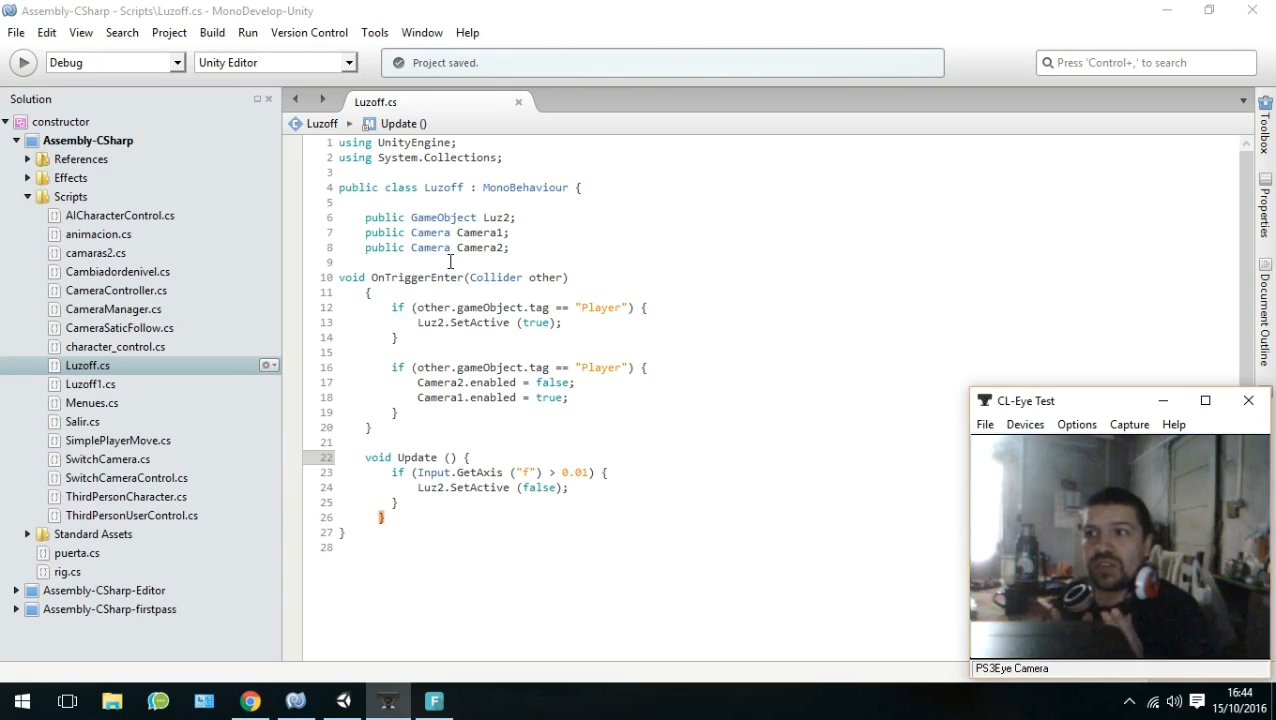 Assembly-CSharp - Scripts\Luzoff.cs - MonoDevelop-Unity
File Edit View Search Project Build Run Version Control Tools Window Help
Debug Unity Editor Project saved. Press 'Control+,' to search
Solution
constructor
Assembly-CSharp
References
Effects
Scripts
AICharacterControl.cs
animacion.cs
camaras2.cs
Cambiadordenivel.cs
CameraController.cs
CameraManager.cs
CameraSaticFollow.cs
character_control.cs
Luzoff.cs
Luzoff1.cs
Menues.cs
Salir.cs
SimplePlayerMove.cs
SwitchCamera.cs
SwitchCameraControl.cs
ThirdPersonCharacter.cs
ThirdPersonUserControl.cs
Standard Assets
puerta.cs
rig.cs
Assembly-CSharp-Editor
Assembly-CSharp-firstpass
Luzoff.cs
Luzoff Update ()
1 using UnityEngine;
2 using System.Collections;
3
4 public class Luzoff : MonoBehaviour {
5
6 public GameObject Luz2;
7 public Camera Camera1;
8 public Camera Camera2;
9
10 void OnTriggerEnter(Collider other)
11 {
12 if (other.gameObject.tag == "Player") {
13 Luz2.SetActive (true);
14 }
15
16 if (other.gameObject.tag == "Player") {
17 Camera2.enabled = false;
18 Camera1.enabled = true;
19 }
20 }
21
22 void Update () {
23 if (Input.GetAxis ("f") > 0.01) {
24 Luz2.SetActive (false);
25 }
26 }
27 }
28
Toolbox
Properties
Document Outline
CL-Eye Test
File Devices Options Capture Help
PS3Eye Camera
F
16:44
15/10/2016